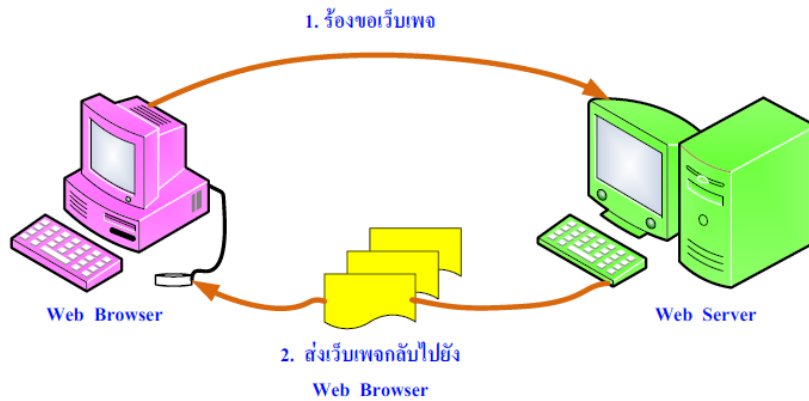 1. ร้องขอเว็บเพจ
Web Browser
Web Server
2. ส่งเว็บเพจกลับไปยัง
Web Browser